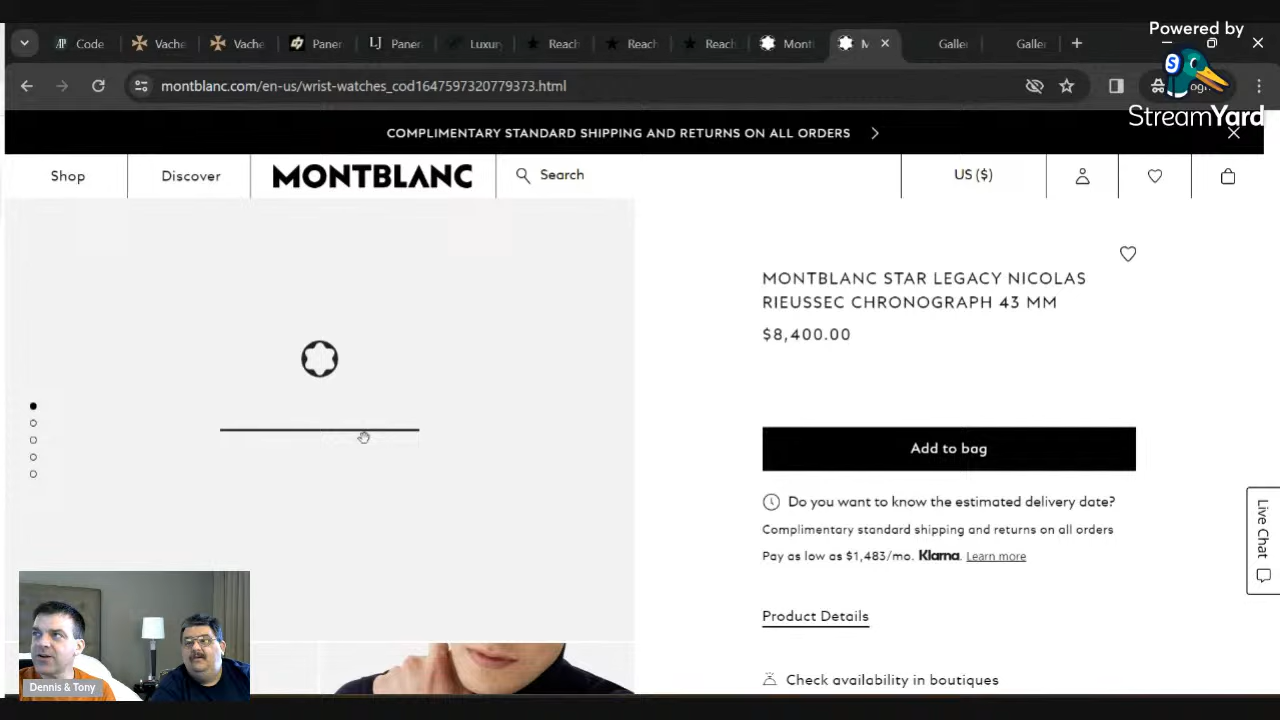 Powered by
StreamYard
Code
Vache
Vache
Paner
LJ
Paner
Luxur
Reach
Reach
Reach
Mont
M
Galler
Galler
montblanc.com/en-us/wrist-watches_cod1647597320779373.html
COMPLIMENTARY STANDARD SHIPPING AND RETURNS ON ALL ORDERS
Shop
Discover
MONTBLANC
Search
US ($)
MONTBLANC STAR LEGACY NICOLAS
RIEUSSEC CHRONOGRAPH 43 MM
$8,400.00
Add to bag
Do you want to know the estimated delivery date?
Complimentary standard shipping and returns on all orders
Pay as low as $1,483/mo. Klarna. Learn more
Product Details
Check availability in boutiques
Live Chat
Dennis & Tony